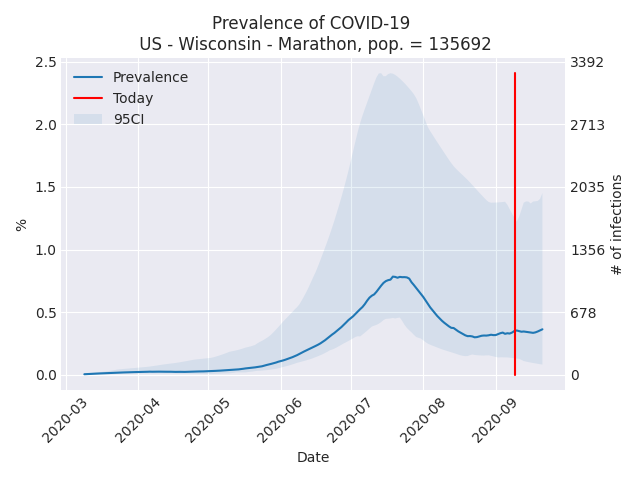 Prevalence of COVID-19
US - Wisconsin - Marathon, pop. = 135692
Prevalence
Today
95CI
2.5
2.0
1.5
1.0
0.5
0.0
%
3392
2713
2035
1356
678
0
# of infections
2020-03
2020-04
2020-05
2020-06
2020-07
2020-08
2020-09
Date